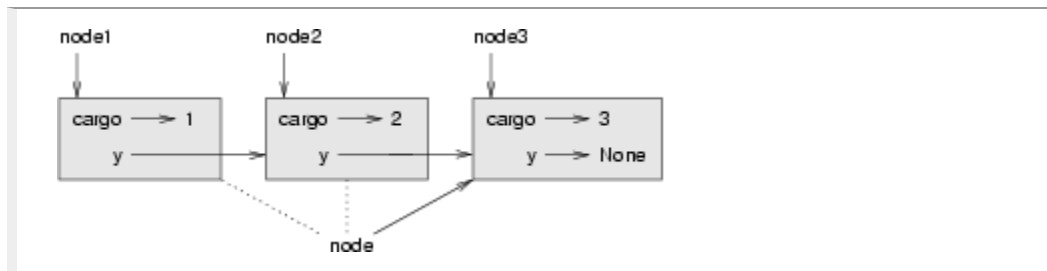 node1 node2 node3
cargo 1 cargo 2 cargo 3
y y y None
node